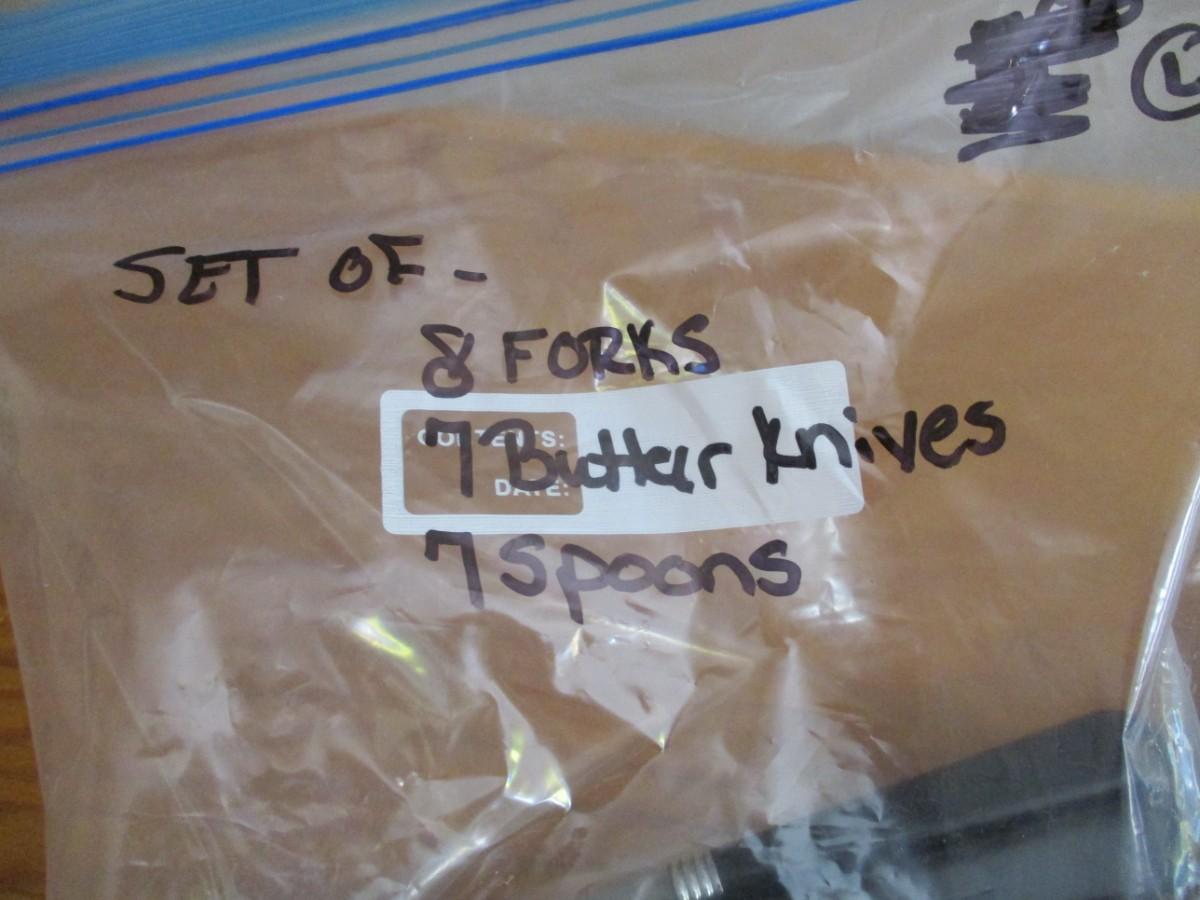 SET OF -
8 FORKS
CONTENTS:
7 Butter knives
DATE:
7 Spoons